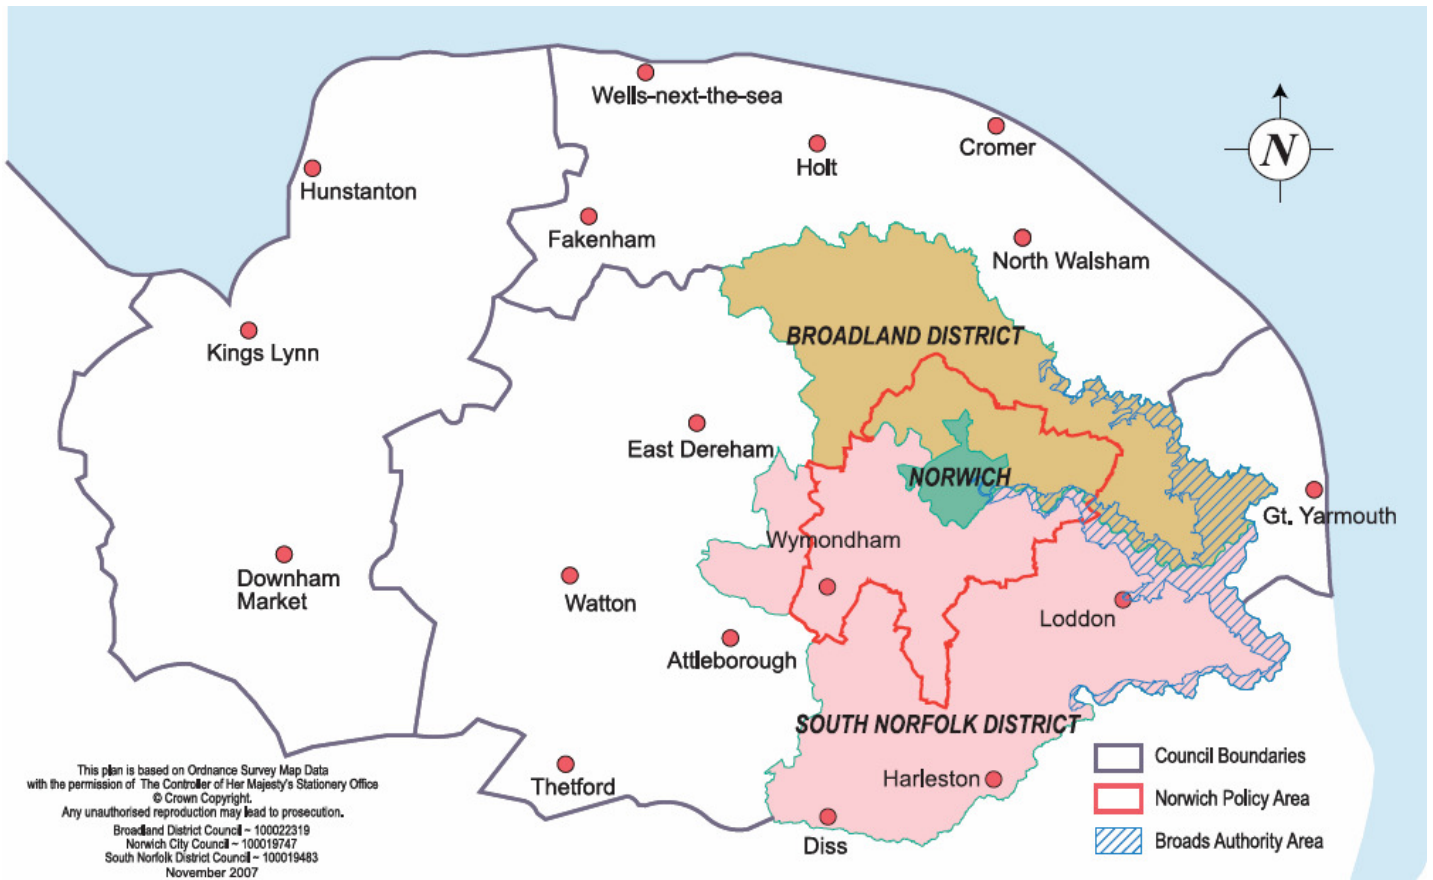 Wells-next-the-sea
Cromer
N
Holt
Hunstanton
Fakenham
North Walsham
BROADLAND DISTRICT
Kings Lynn
East Dereham
NORWICH
Gt. Yarmouth
Wymondham
Downham
Market
Watton
Loddon
Attleborough
SOUTH NORFOLK DISTRICT
Harleston
Thetford
Diss
Council Boundaries
Norwich Policy Area
Broads Authority Area
This plan is based on Ordnance Survey Map Data
with the permission of The Controller of Her Majesty's Stationery Office
© Crown Copyright.
Any unauthorised reproduction may lead to prosecution.
Broadland District Council ~ 100022319
Norwich City Council ~ 100019747
South Norfolk District Council ~ 100019483
November 2007